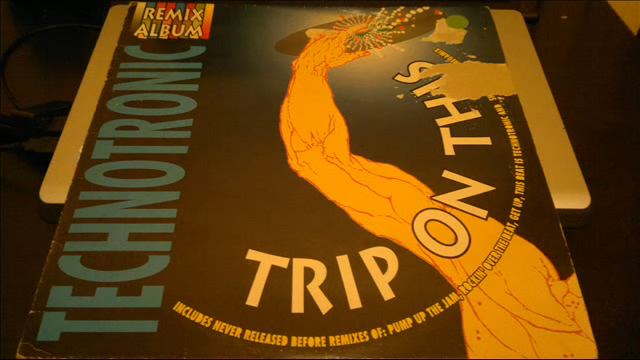 REMIX
ALBUM
TECHNOTRONIC
TRIP ON THIS
INCLUDES NEVER RELEASED BEFORE REMIXES OF: PUMP UP THE JAM, ROCKIN' OVER THE BEAT, GET UP, THIS BEAT IS TECHNOTRONIC AND